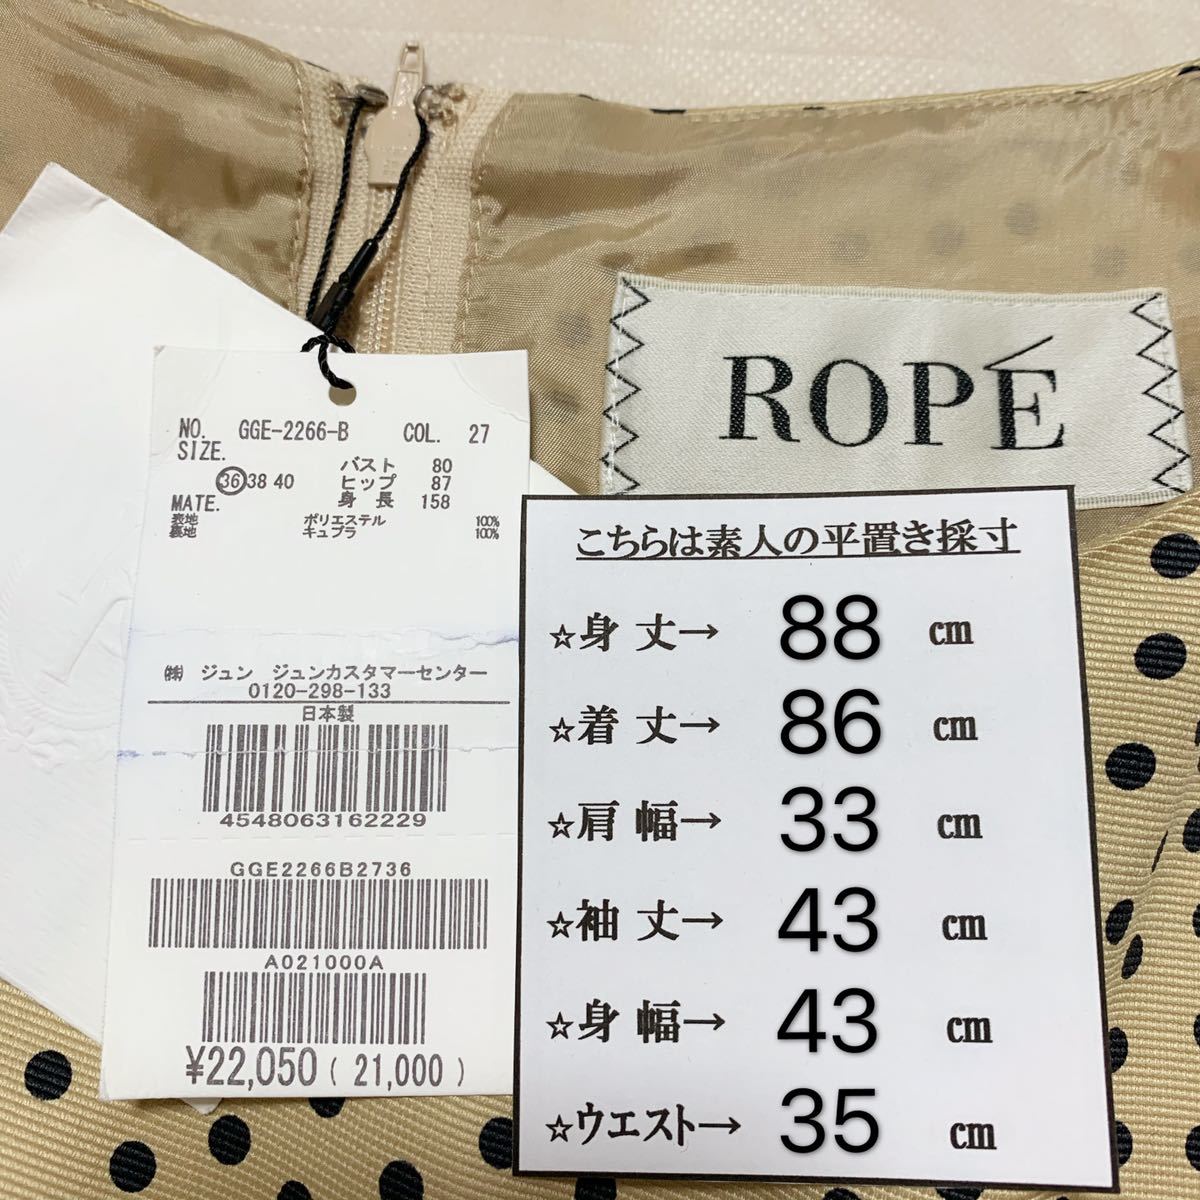 ROPÉ
NO. GGE-2266-B COL. 27
SIZE.
36 38 40 バスト 80
ヒップ 87
身長 158
MATE.
表地 ポリエステル 100%
裏地 キュプラ 100%
㈱ ジュン ジュンカスタマーセンター
0120-298-133
日本製
4548063162229
GGE2266B2736
A021000A
¥22,050 ( 21,000 )
こちらは素人の平置き採寸
☆身 丈→ 88 cm
☆着 丈→ 86 cm
☆肩 幅→ 33 cm
☆袖 丈→ 43 cm
☆身 幅→ 43 cm
☆ウエスト→ 35 cm